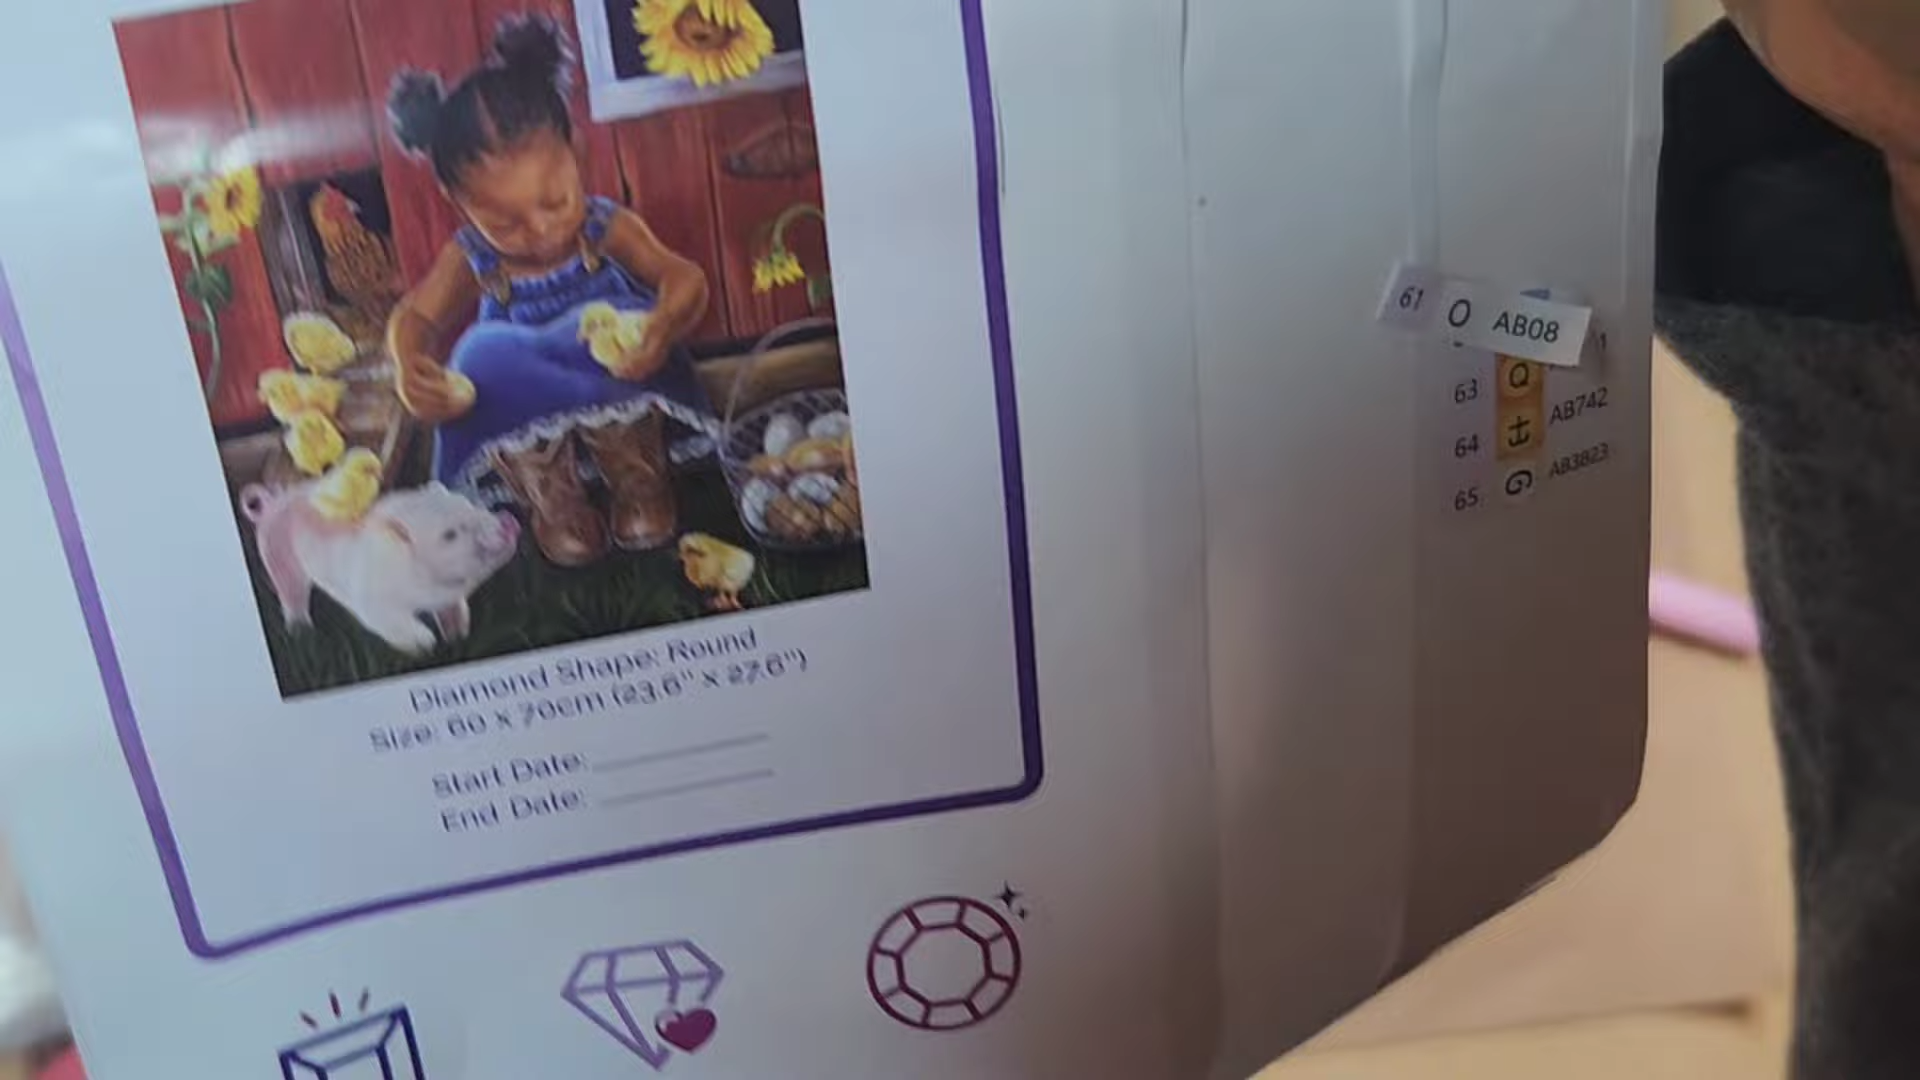 Diamond Shape: Round
Size: 60 x 70cm (23.6" x 27.6")
Start Date:
End Date:
61 O AB08
63 Q
64 AB742
65 AB3823